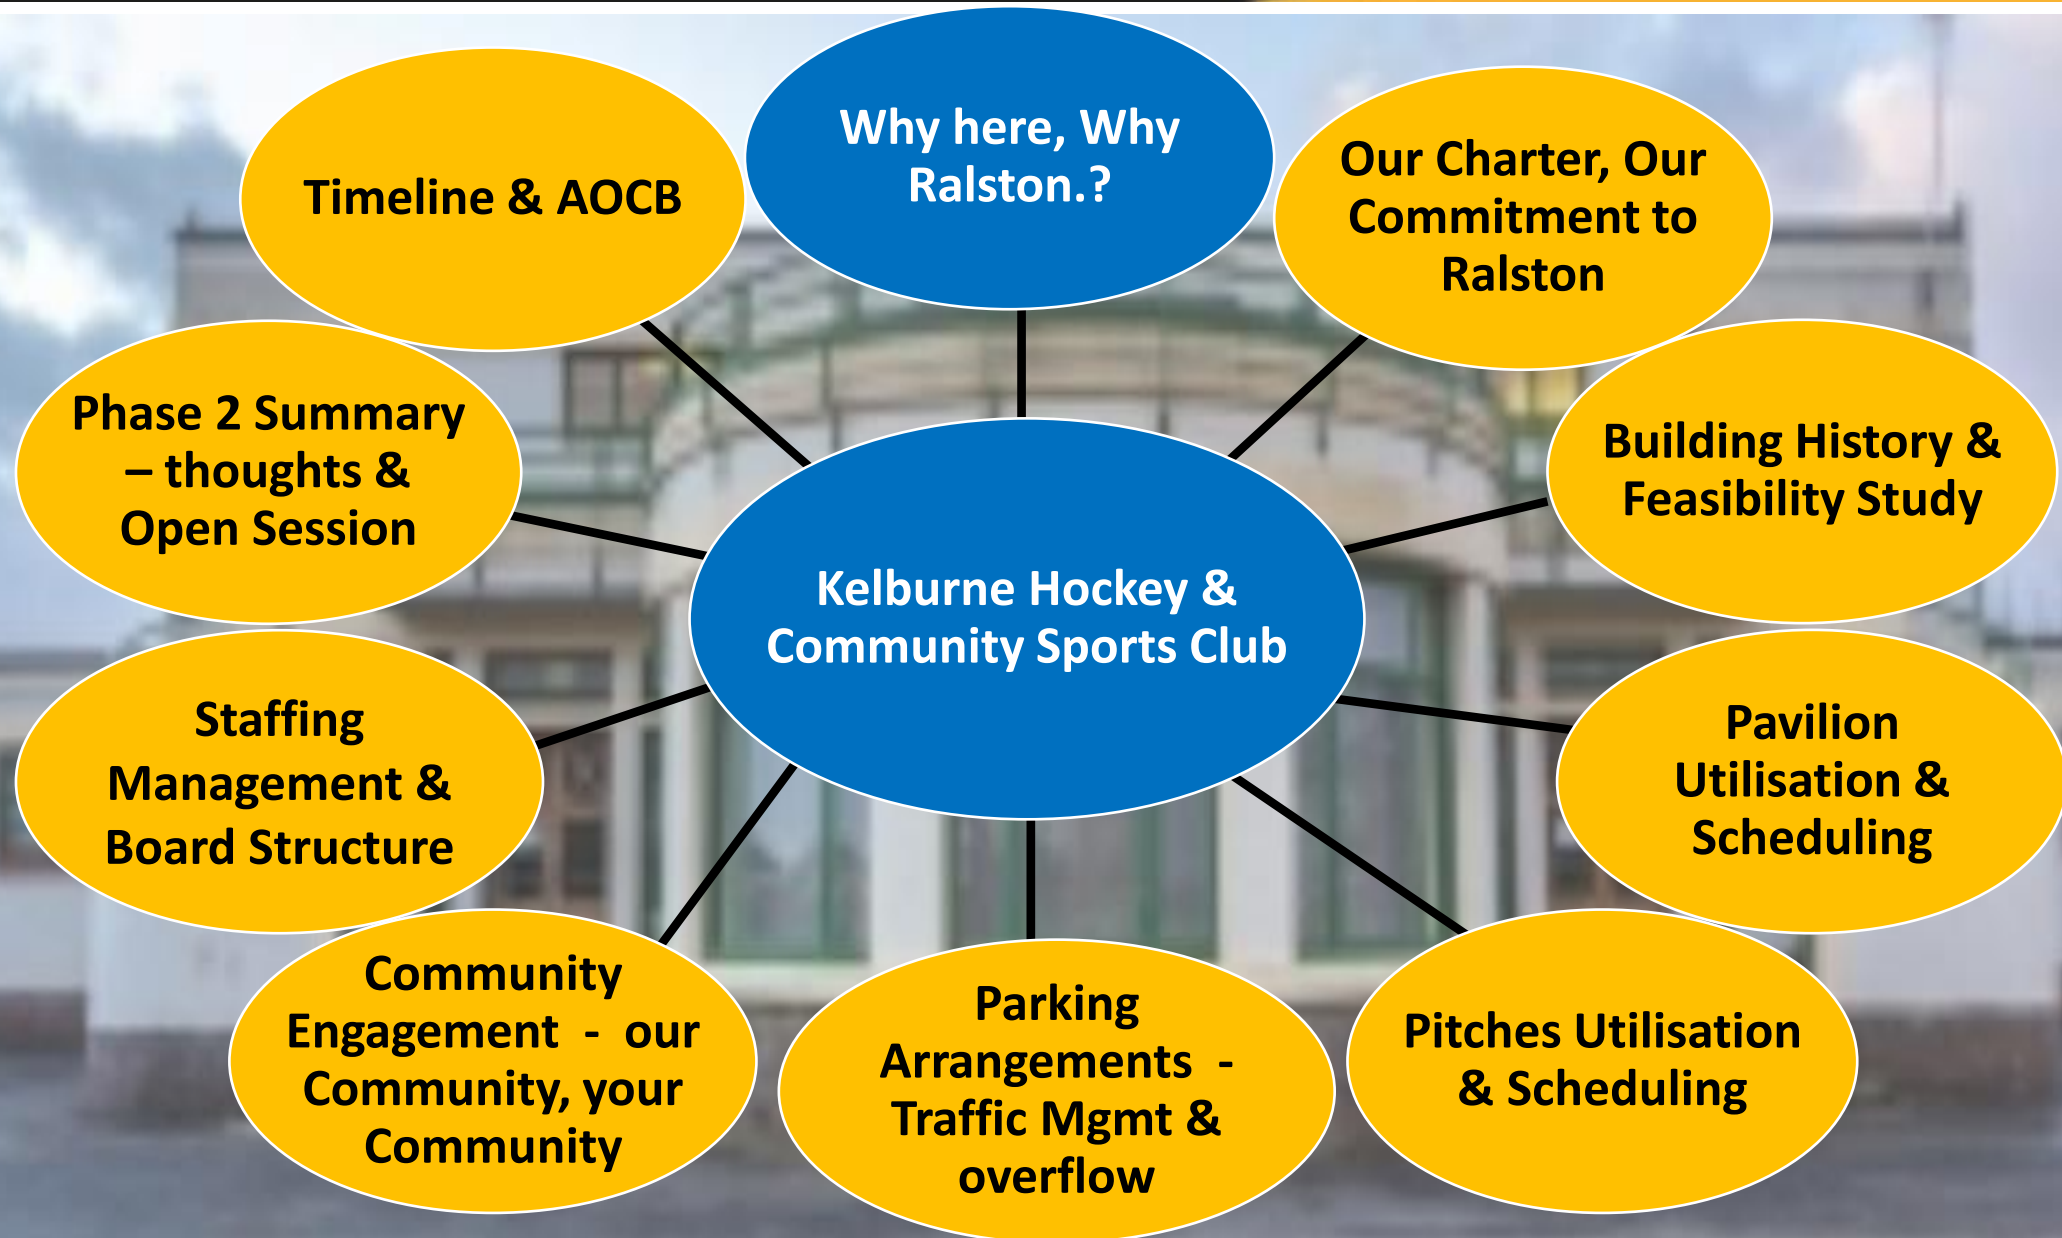 Why here, Why
Ralston.?
Our Charter, Our
Commitment to
Ralston
Building History &
Feasibility Study
Pavilion
Utilisation &
Scheduling
Pitches Utilisation
& Scheduling
Parking
Arrangements  -
Traffic Mgmt &
overflow
Community
Engagement  -  our
Community, your
Community
Staffing
Management &
Board Structure
Phase 2 Summary
– thoughts &
Open Session
Timeline & AOCB
Kelburne Hockey &
Community Sports Club